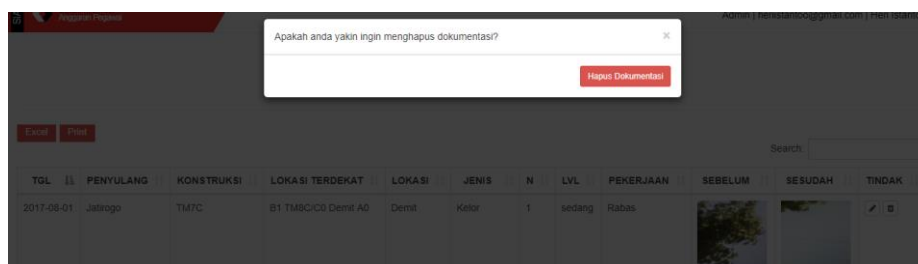 Anggaran Pegawai
Admin | henistantoo@gmail.com | Heri Istanto
Apakah anda yakin ingin menghapus dokumentasi?
×
Hapus Dokumentasi
Excel Print
Search:
TGL PENYULANG KONSTRUKSI LOKASI TERDEKAT LOKASI JENIS N LVL PEKERJAAN SEBELUM SESUDAH TINDAK
2017-08-01 Jatirogo TM7C B1 TM8C/C0 Demit A0 Demit Kelor 1 sedang Rabas